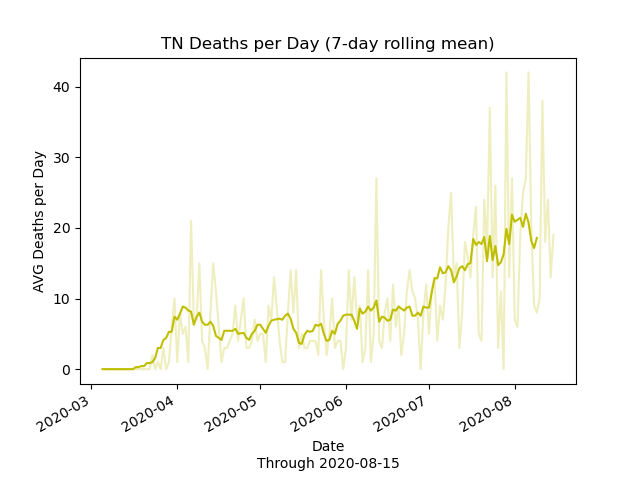 TN Deaths per Day (7-day rolling mean)
AVG Deaths per Day
40
30
20
10
0
2020-03
2020-04
2020-05
2020-06
2020-07
2020-08
Date
Through 2020-08-15